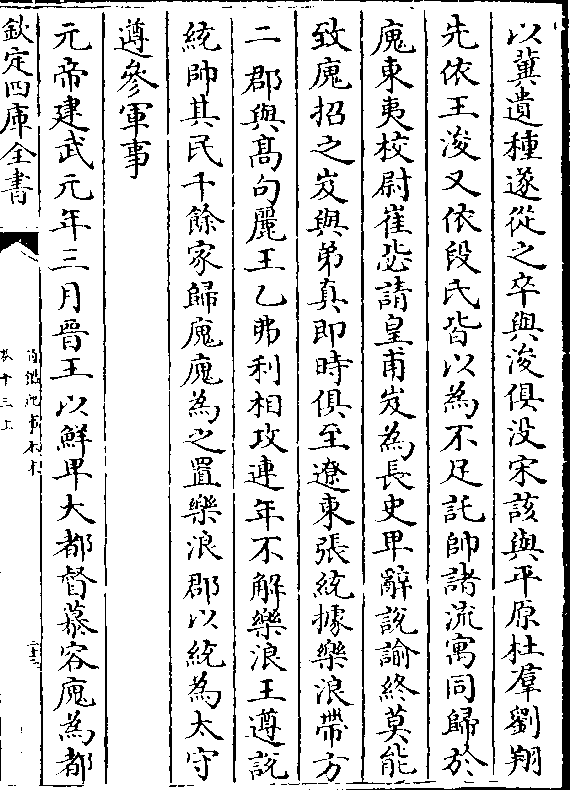 以冀遺種遂從之卒與浚俱没宋該與平原杜羣劉翔
先依王浚又依段氏皆以為不足託帥諸流寓同歸於
廆東夷校尉崔毖請皇甫岌為長史卑辭說諭終莫能
致廆招之岌與弟真即時俱至遼東張統據樂浪帶方
二郡與髙句麗王乙弗利相攻連年不解樂浪王遵説
統帥其民千餘家歸廆廆為之置樂浪郡以統為太守
遵參軍事
元帝建武元年三月晉王以鮮卑大都督慕容廆為都
欽定四庫全書
卷十三上